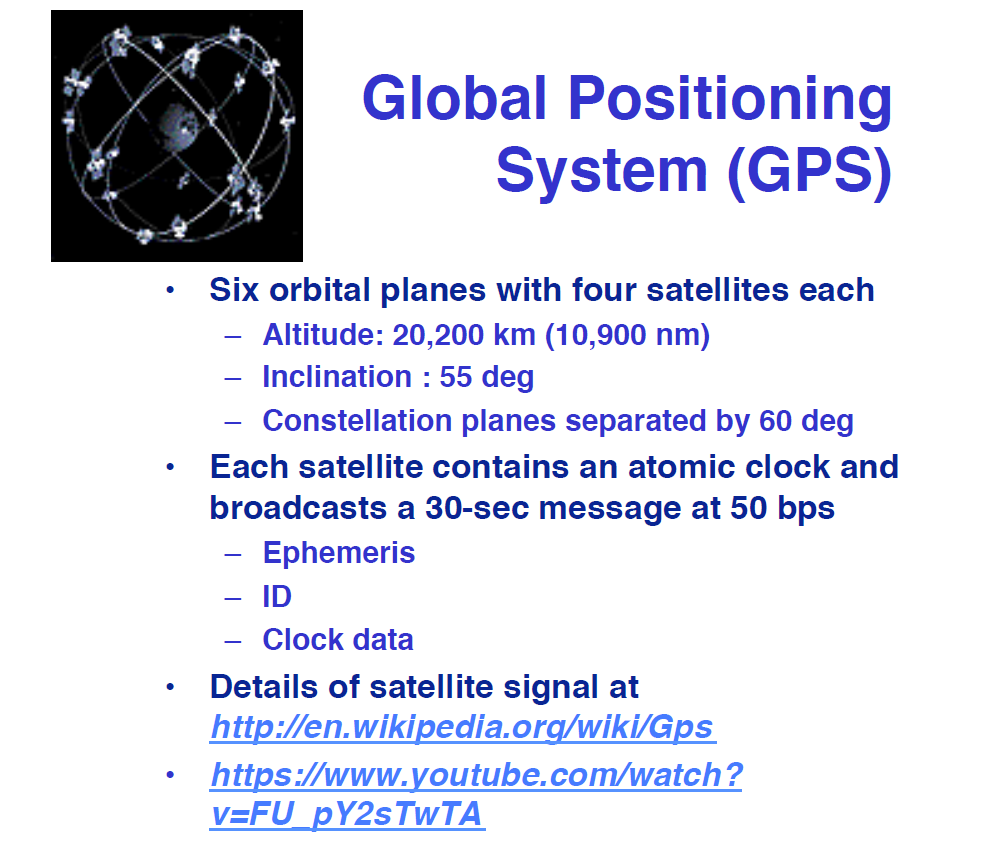 Global Positioning
System (GPS)
• Six orbital planes with four satellites each
– Altitude: 20,200 km (10,900 nm)
– Inclination : 55 deg
– Constellation planes separated by 60 deg
• Each satellite contains an atomic clock and
broadcasts a 30-sec message at 50 bps
– Ephemeris
– ID
– Clock data
• Details of satellite signal at
http://en.wikipedia.org/wiki/Gps
• https://www.youtube.com/watch?
v=FU_pY2sTwTA